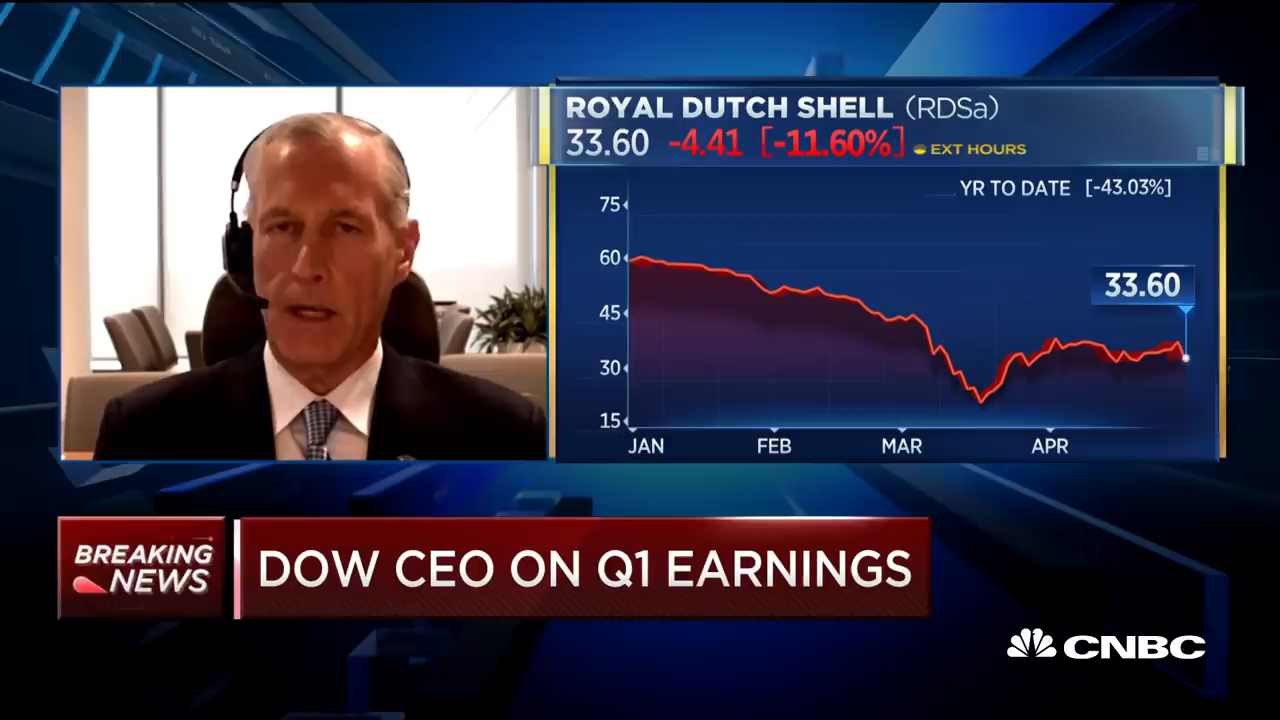 ROYAL DUTCH SHELL (RDSa)
33.60 -4.41 [-11.60%] EXT HOURS
YR TO DATE [-43.03%]
75
60
45
30
15
33.60
JAN FEB MAR APR
BREAKING
NEWS
DOW CEO ON Q1 EARNINGS
CNBC